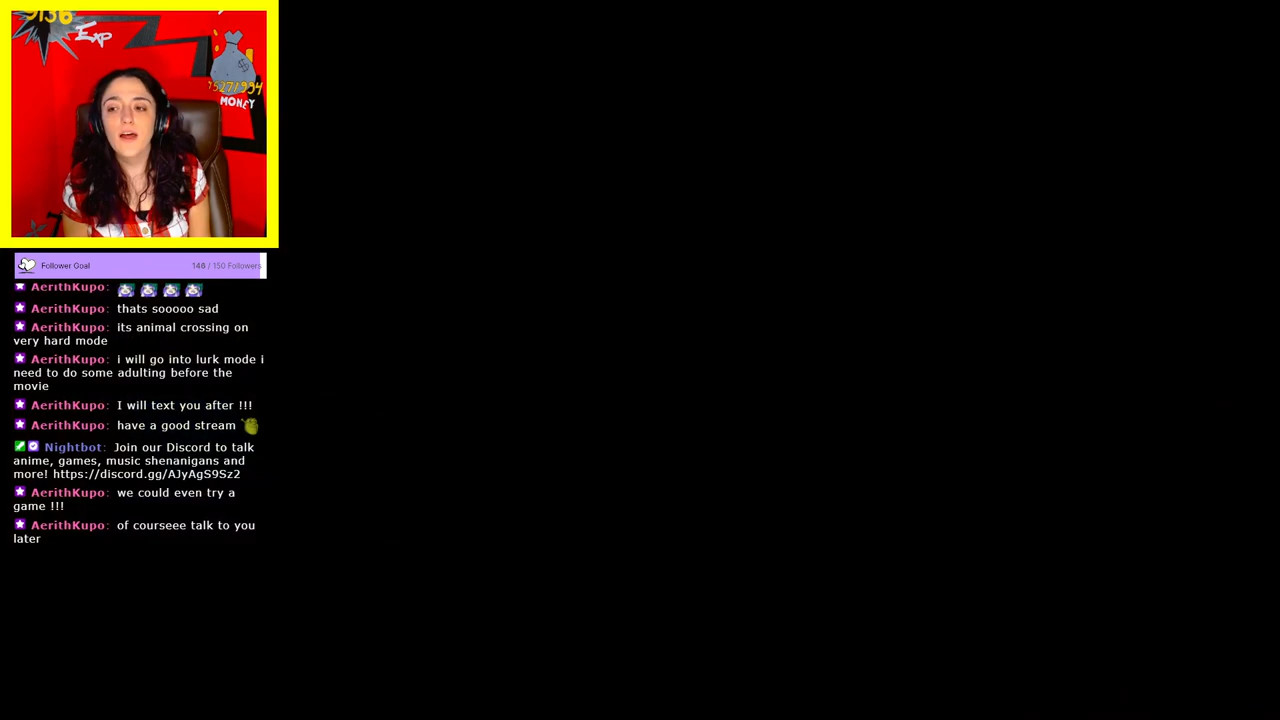 9136
Exp
MONEY
Follower Goal 146 / 150 Followers
AerithKupo:
AerithKupo: thats sooooo sad
AerithKupo: its animal crossing on
very hard mode
AerithKupo: i will go into lurk mode i
need to do some adulting before the
movie
AerithKupo: I will text you after !!!
AerithKupo: have a good stream
Nightbot: Join our Discord to talk
anime, games, music shenanigans and
more! https://discord.gg/AJyAgS9Sz2
AerithKupo: we could even try a
game !!!
AerithKupo: of courseee talk to you
later